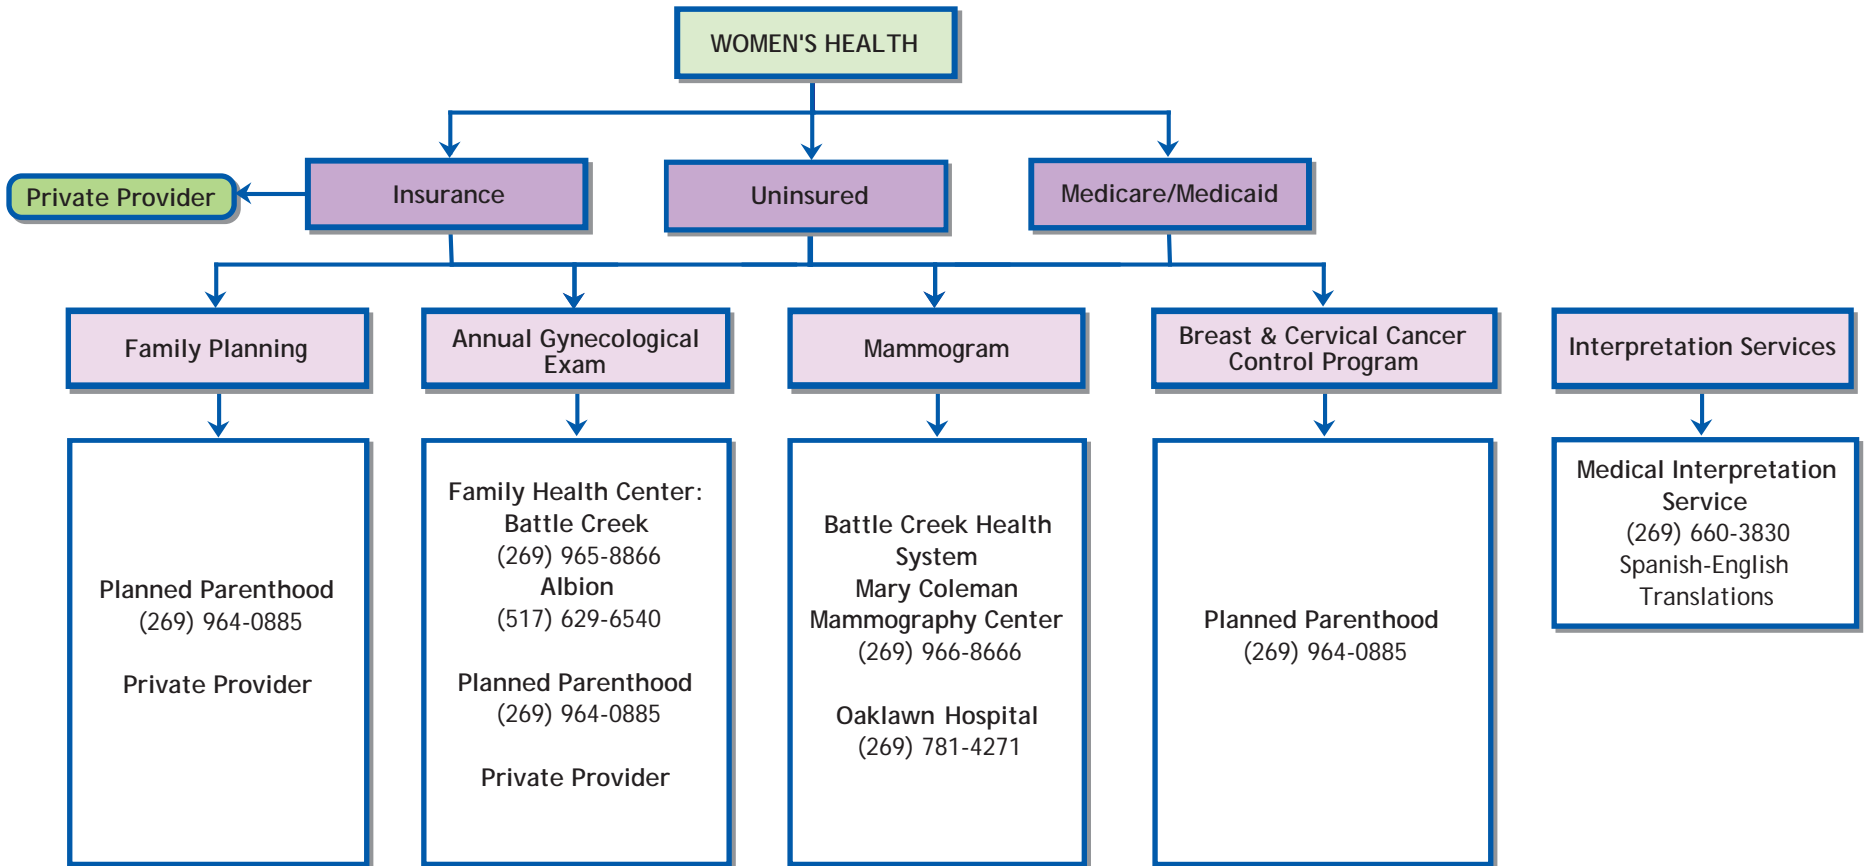 WOMEN'S HEALTH
Private Provider
Insurance
Uninsured
Medicare/Medicaid
Family Planning
Annual Gynecological
Exam
Mammogram
Breast & Cervical Cancer
Control Program
Interpretation Services
Planned Parenthood
(269) 964-0885
Private Provider
Family Health Center:
Battle Creek
(269) 965-8866
Albion
(517) 629-6540
Planned Parenthood
(269) 964-0885
Private Provider
Battle Creek Health
System
Mary Coleman
Mammography Center
(269) 966-8666
Oaklawn Hospital
(269) 781-4271
Planned Parenthood
(269) 964-0885
Medical Interpretation
Service
(269) 660-3830
Spanish-English
Translations